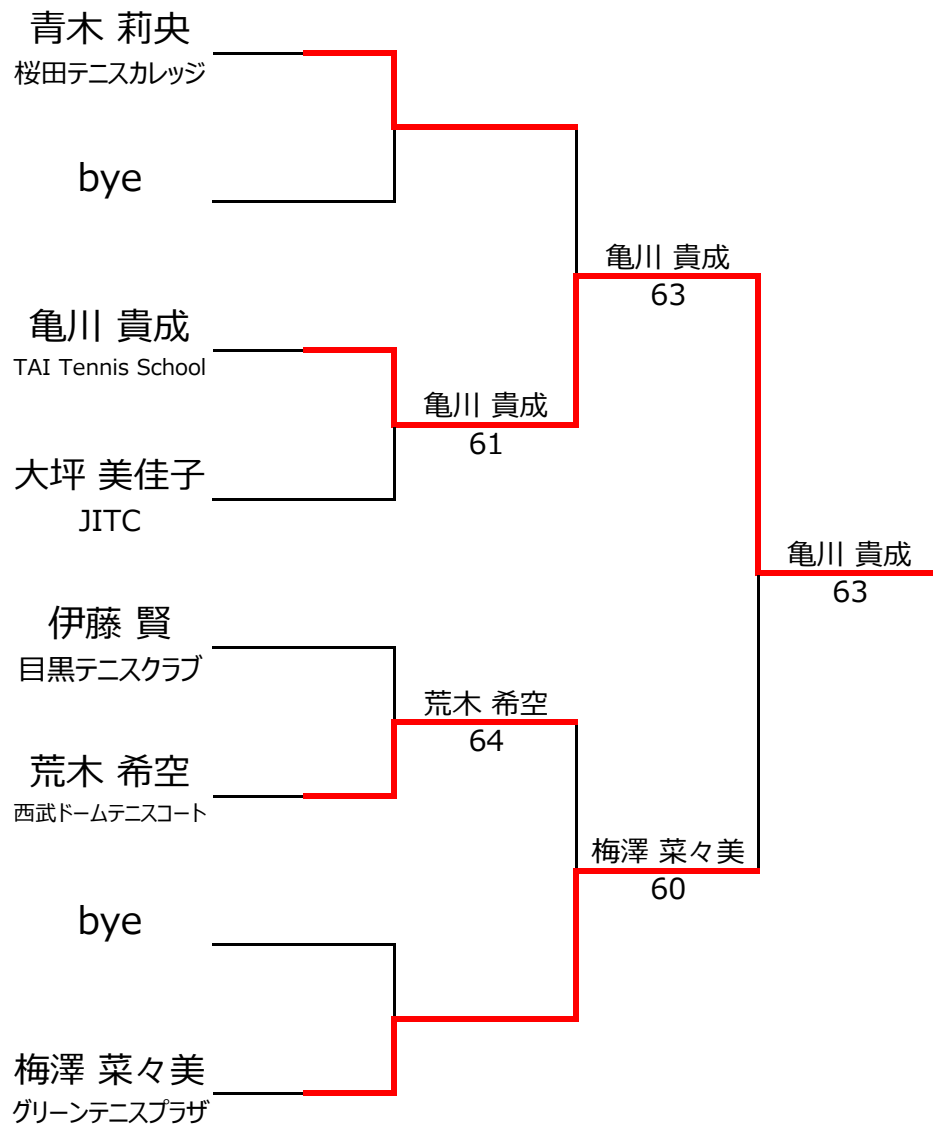 青木 莉央
桜田テニスカレッジ
bye
亀川 貴成
63
亀川 貴成
TAI Tennis School
亀川 貴成
61
大坪 美佳子
JITC
亀川 貴成
63
伊藤 賢
目黒テニスクラブ
荒木 希空
64
荒木 希空
西武ドームテニスコート
梅澤 菜々美
60
bye
梅澤 菜々美
グリーンテニスプラザ